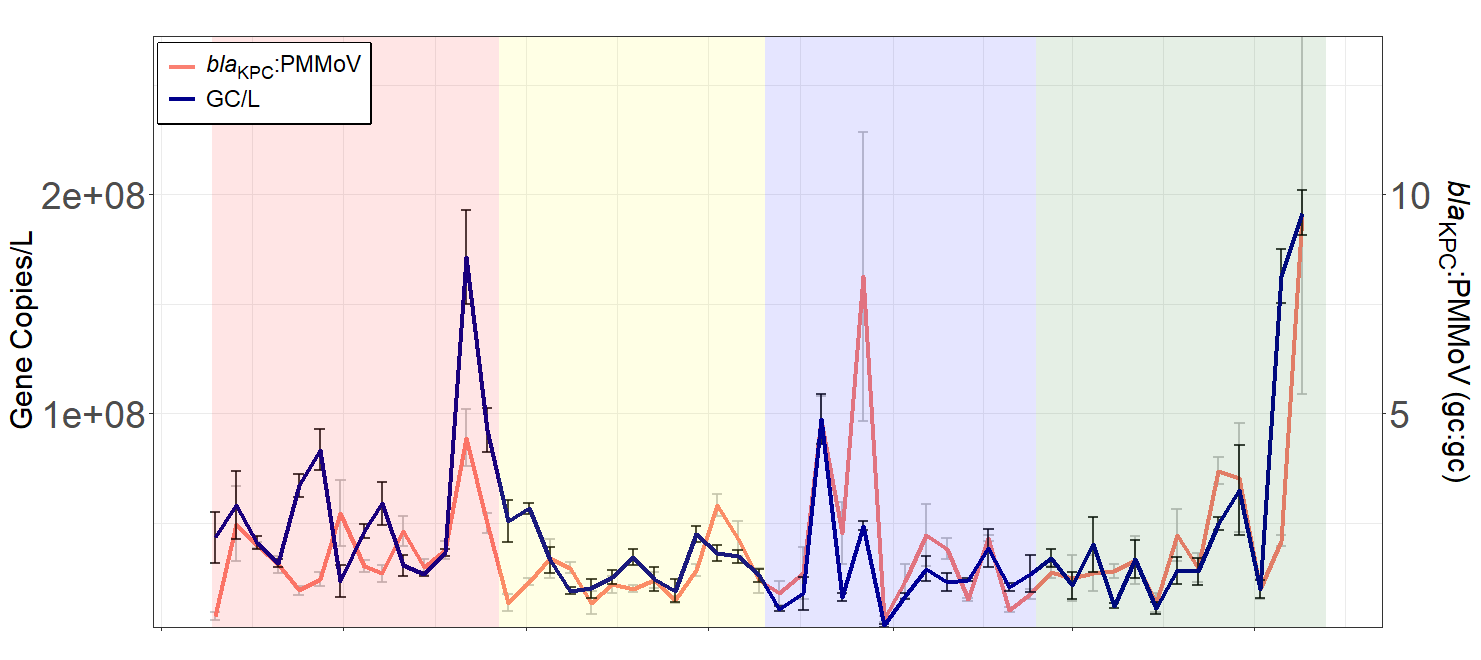 blaKPC:PMMoV
GC/L
Gene Copies/L
2e+08
1e+08
10
5
blaKPC:PMMoV (gc:gc)